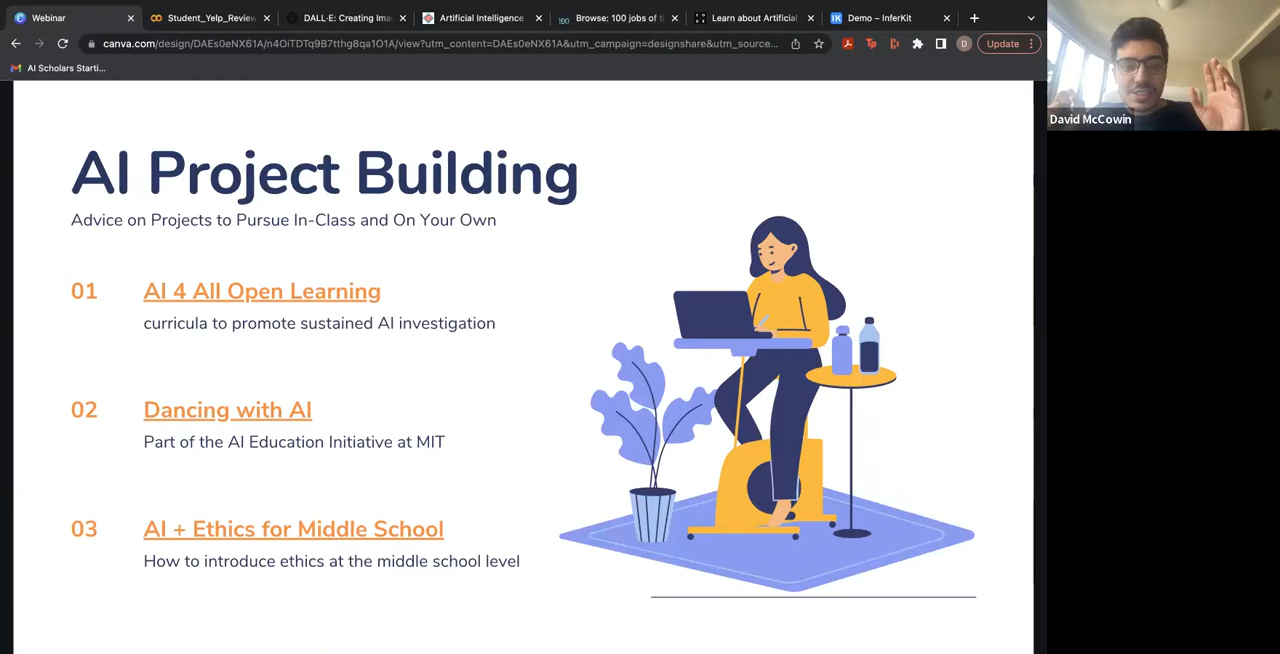 Webinar
Student_Yelp_Review
DALL·E: Creating Ima
Artificial Intelligence
Browse: 100 jobs of t
Learn about Artificial
Demo – InferKit
canva.com/design/DAEs0eNX61A/n4OiTDTq9B7tthg8qa1O1A/view?utm_content=DAEs0eNX61A&utm_campaign=designshare&utm_source...
D
Update
AI Scholars Starti...
David McCowin
AI Project Building
Advice on Projects to Pursue In-Class and On Your Own
01
AI 4 All Open Learning
curricula to promote sustained AI investigation
02
Dancing with AI
Part of the AI Education Initiative at MIT
03
AI + Ethics for Middle School
How to introduce ethics at the middle school level